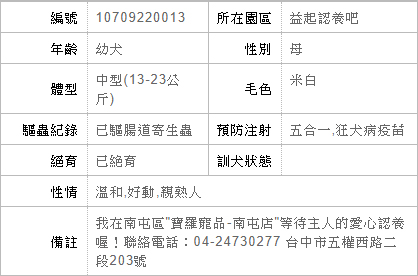 編號 10709220013 所在園區 益起認養吧
年齡 幼犬 性別 母
體型 中型(13-23公斤) 毛色 米白
驅蟲紀錄 已驅腸道寄生蟲 預防注射 五合一,狂犬病疫苗
絕育 已絕育 訓犬狀態
性情 溫和,好動,親熟人
備註 我在南屯區"寶羅寵品-南屯店"等待主人的愛心認養
喔！聯絡電話：04-24730277 台中市五權西路二
段203號